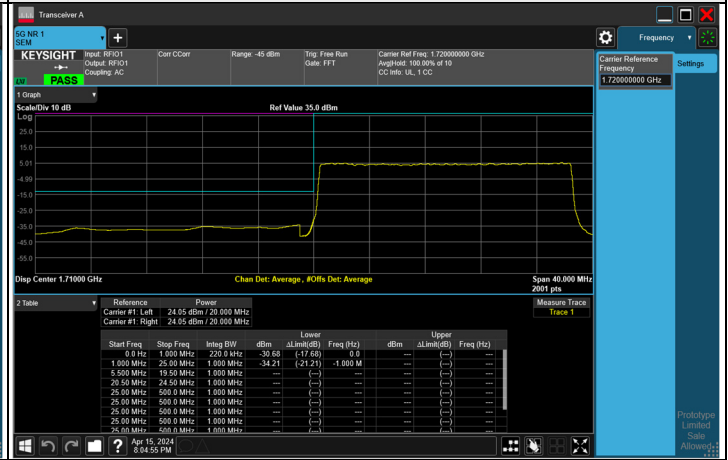 Transceiver A
5G NR 1
SEM
+
Frequency
KEYSIGHT
LVI
PASS
Input: RFIO1
Output: RFIO1
Coupling: AC
Corr CCorr
Range: -45 dBm
Trig: Free Run
Gate: FFT
Carrier Ref Freq: 1.720000000 GHz
Avg|Hold: 100.00% of 10
CC Info: UL, 1 CC
Carrier Reference
Frequency
1.720000000 GHz
Settings
1 Graph
Scale/Div 10 dB
Ref Value 35.0 dBm
Log
25.0
15.0
5.01
-4.99
-15.0
-25.0
-35.0
-45.0
-55.0
Disp Center 1.71000 GHz
Chan Det: Average , #Offs Det: Average
Span 40.000 MHz
2001 pts
2 Table
Reference Power
Carrier #1: Left 24.05 dBm / 20.000 MHz
Carrier #1: Right 24.05 dBm / 20.000 MHz
Measure Trace
Trace 1
Lower Upper
Start Freq Stop Freq Integ BW dBm ΔLimit(dB) Freq (Hz) dBm ΔLimit(dB) Freq (Hz)
0.0 Hz 1.000 MHz 220.0 kHz -30.68 (-17.68) 0.0 --- (---) ---
1.000 MHz 25.00 MHz 1.000 MHz -34.21 (-21.21) -1.000 M --- (---) ---
5.500 MHz 19.50 MHz 1.000 MHz --- (---) --- --- (---) ---
20.50 MHz 24.50 MHz 1.000 MHz --- (---) --- --- (---) ---
25.00 MHz 500.0 MHz 1.000 MHz --- (---) --- --- (---) ---
25.00 MHz 500.0 MHz 1.000 MHz --- (---) --- --- (---) ---
25.00 MHz 500.0 MHz 1.000 MHz --- (---) --- --- (---) ---
25.00 MHz 500.0 MHz 1.000 MHz --- (---) --- --- (---) ---
25.00 MHz 500.0 MHz 1.000 MHz --- (---) --- --- (---) ---
Prototype
Limited
Sale
Allowed
?
Apr 15, 2024
8:04:55 PM